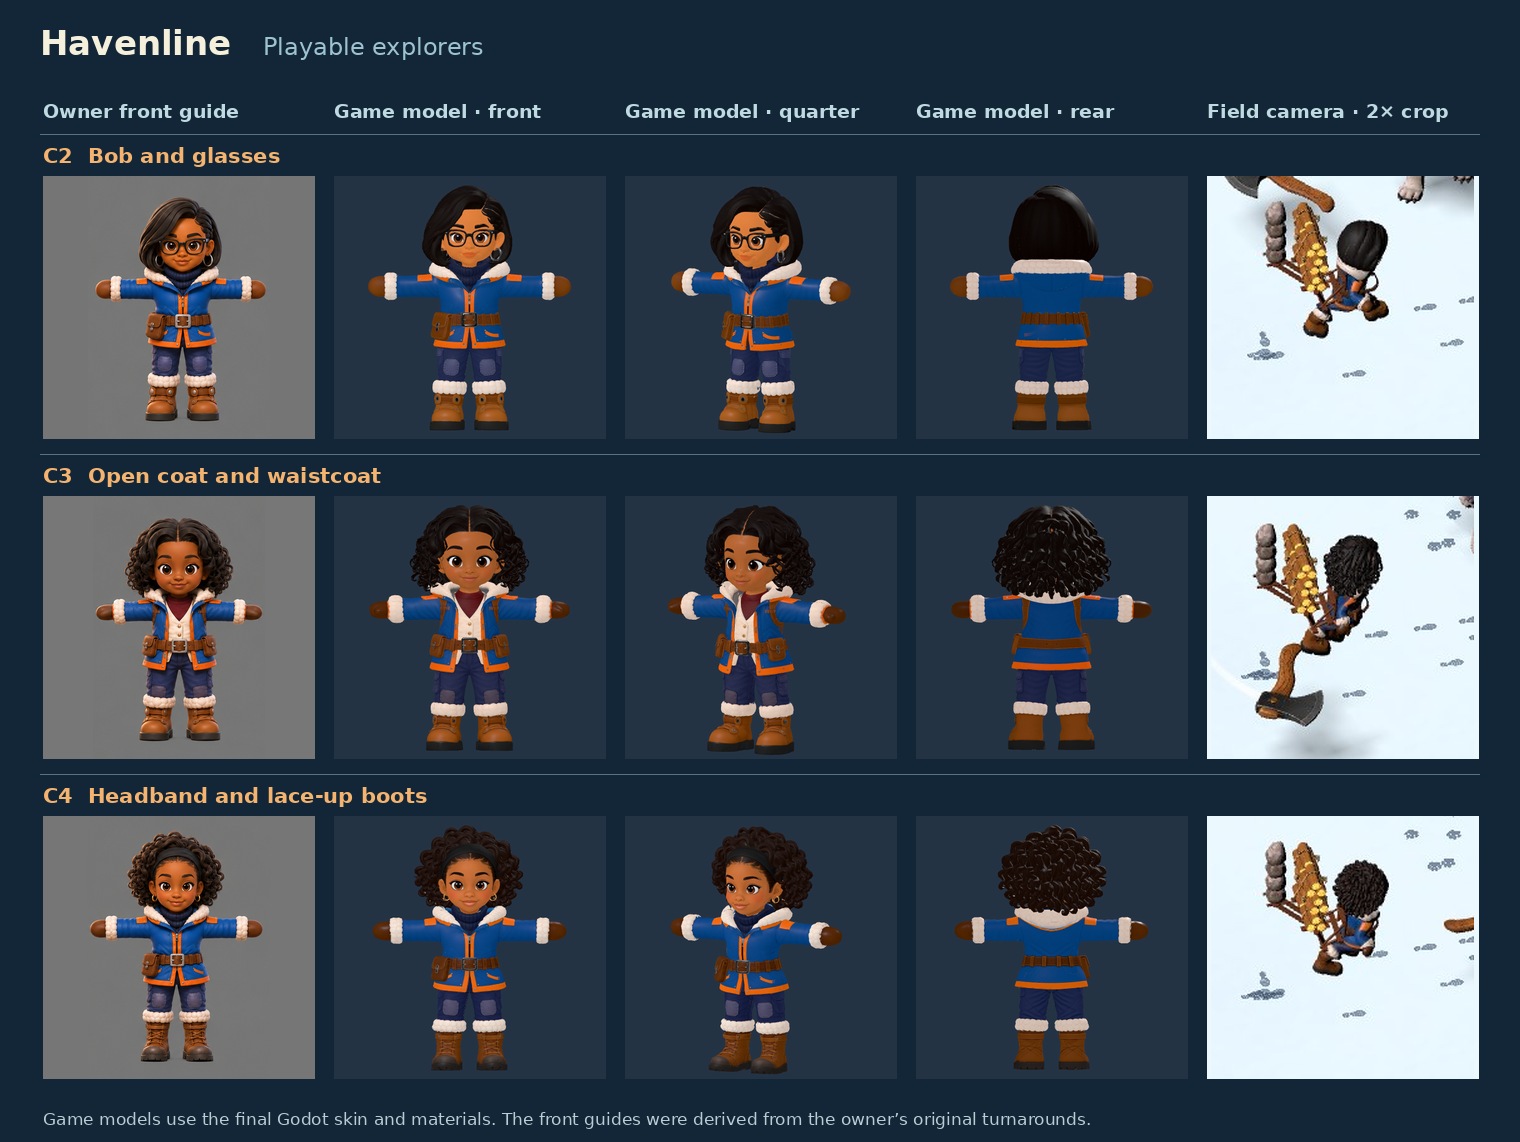 Havenline Playable explorers
Owner front guide Game model · front Game model · quarter Game model · rear Field camera · 2× crop
C2 Bob and glasses
C3 Open coat and waistcoat
C4 Headband and lace-up boots
Game models use the final Godot skin and materials. The front guides were derived from the owner’s original turnarounds.